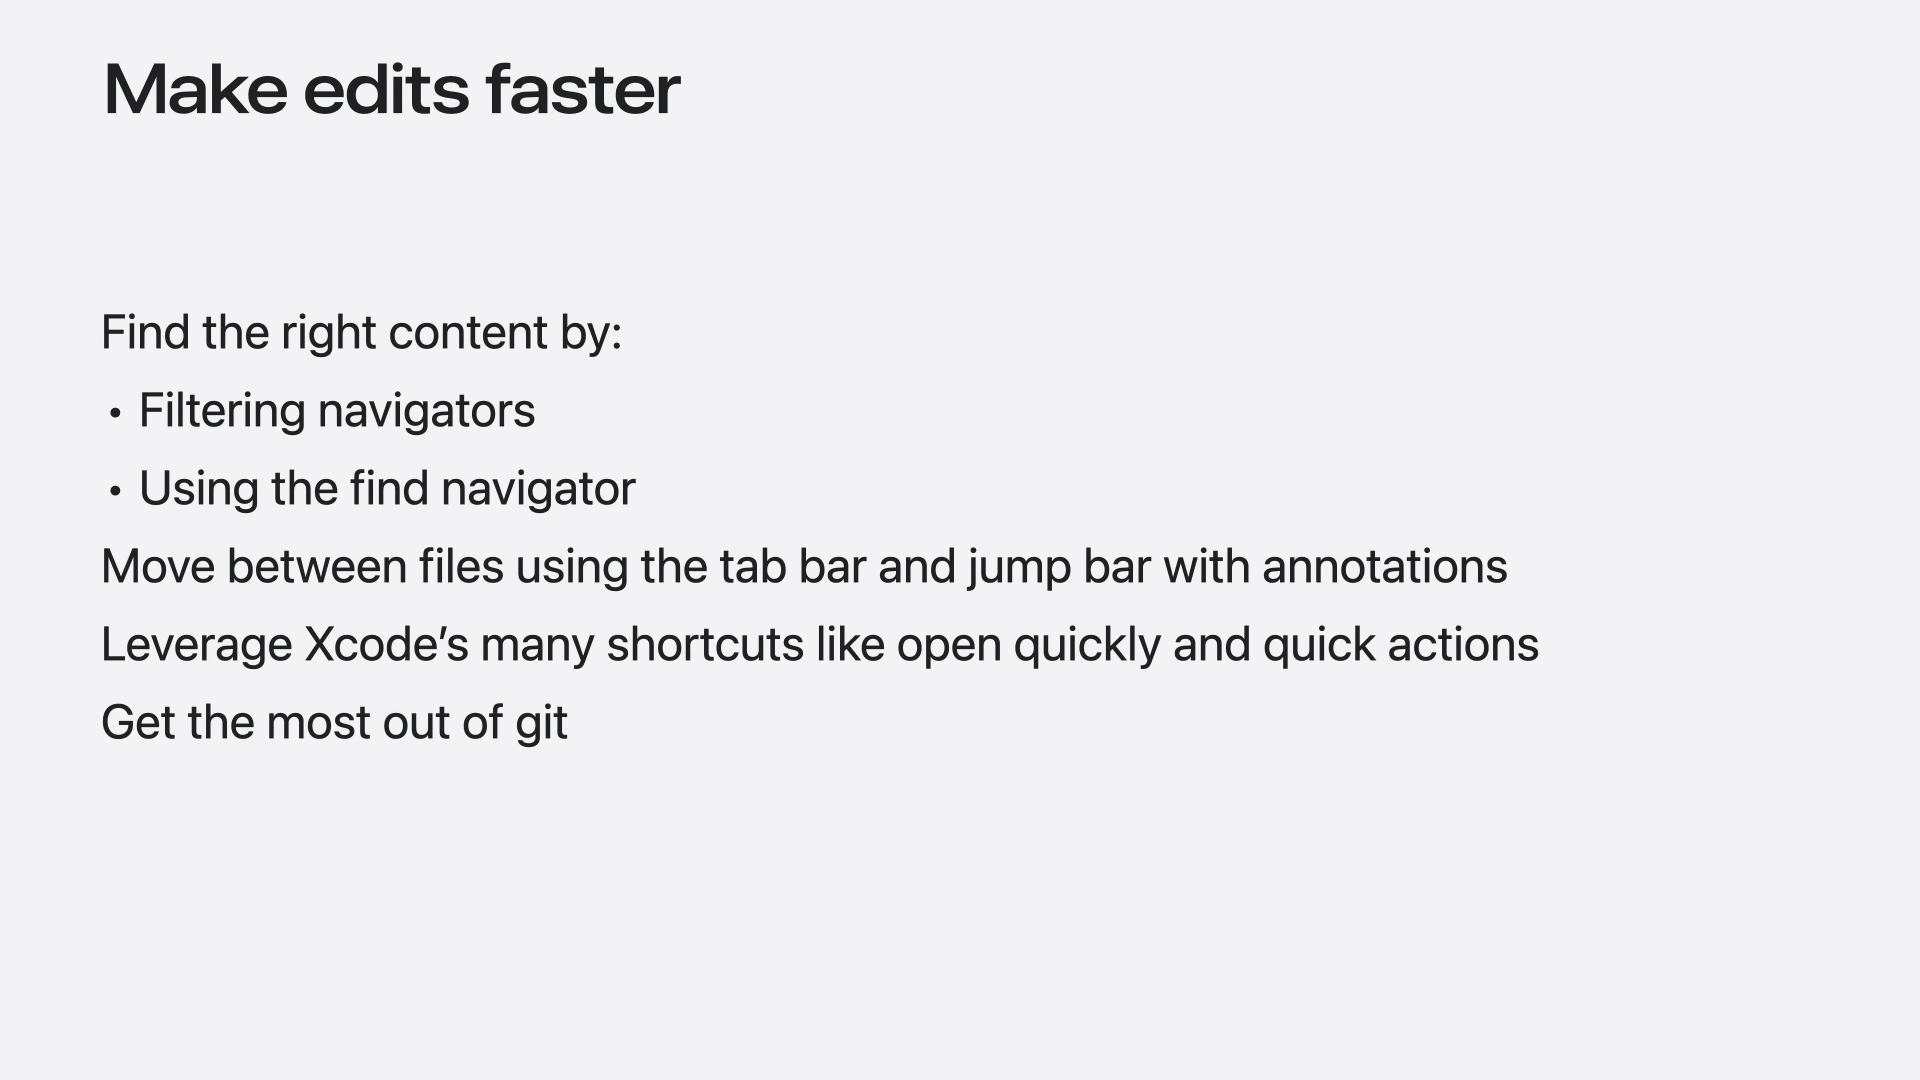 Make edits faster
Find the right content by:
• Filtering navigators
• Using the find navigator
Move between files using the tab bar and jump bar with annotations
Leverage Xcode’s many shortcuts like open quickly and quick actions
Get the most out of git